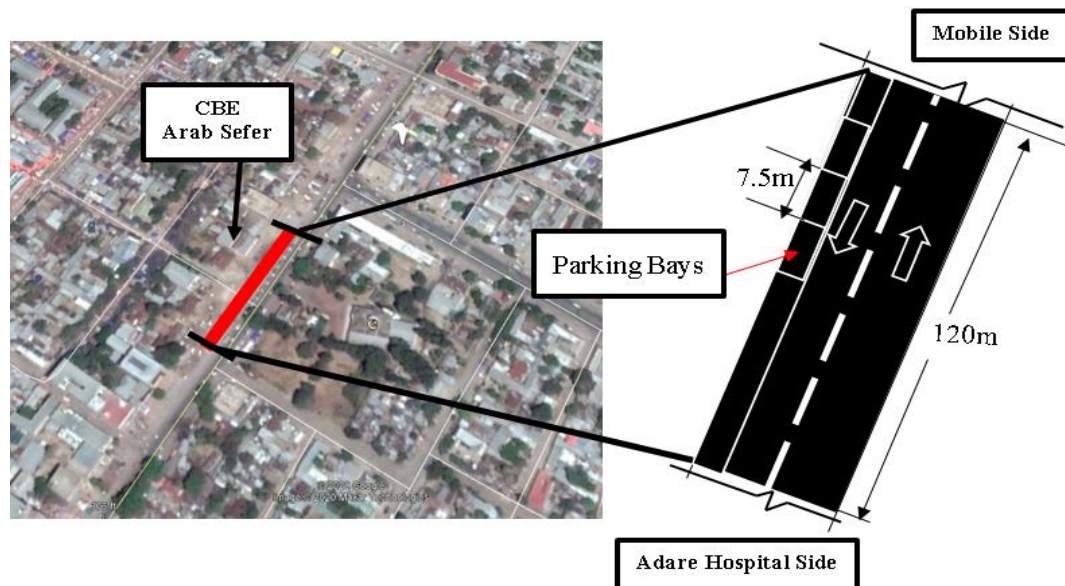 Mobile Side
CBE
Arab Sefer
7.5m
Parking Bays
120m
Adare Hospital Side